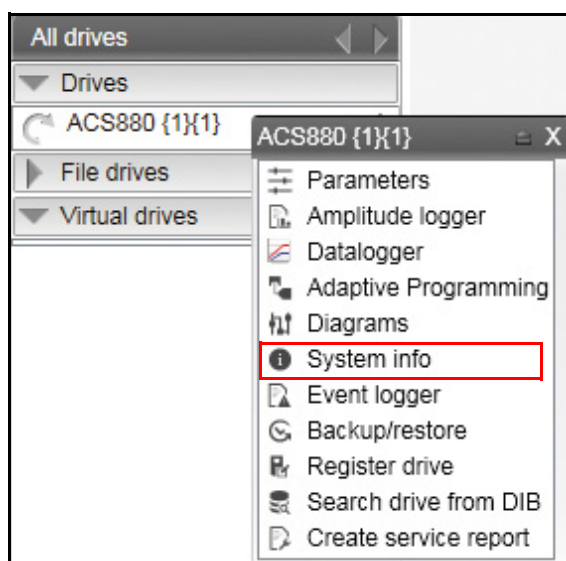 All drives
Drives
ACS880 {1}{1}
File drives
Virtual drives
ACS880 {1}{1} X
Parameters
Amplitude logger
Datalogger
Adaptive Programming
Diagrams
System info
Event logger
Backup/restore
Register drive
Search drive from DIB
Create service report